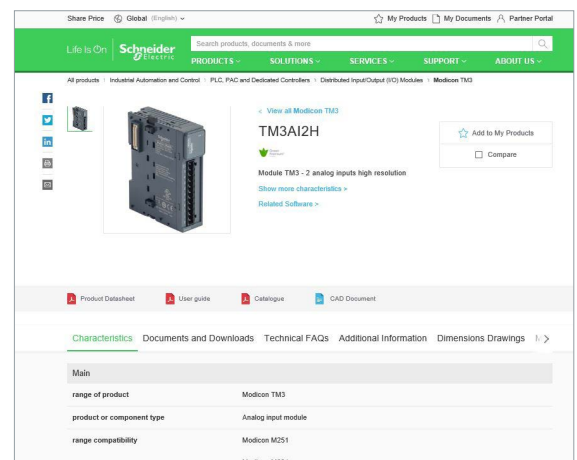 Share Price Global (English) My Products My Documents Partner Portal
Life Is On Schneider Electric
Search products, documents & more
PRODUCTS SOLUTIONS SERVICES SUPPORT ABOUT US
All products Industrial Automation and Control PLC, PAC and Dedicated Controllers Distributed Input/Output (I/O) Modules Modicon TM3
< View all Modicon TM3
TM3AI2H
Add to My Products
Compare
Module TM3 - 2 analog inputs high resolution
Show more characteristics >
Related Software >
Product Datasheet User guide Catalogue CAD Document
Characteristics Documents and Downloads Technical FAQs Additional Information Dimensions Drawings
Main
range of product Modicon TM3
product or component type Analog input module
range compatibility Modicon M251